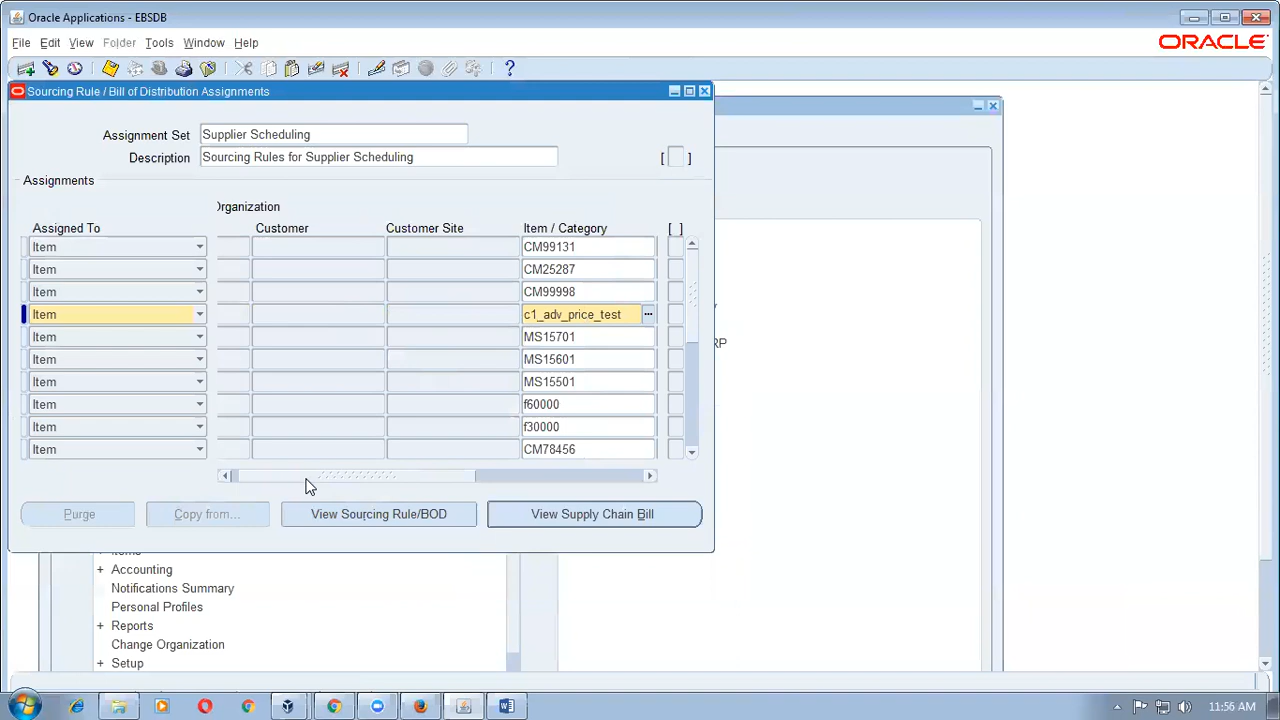 Oracle Applications - EBSDB
File Edit View Folder Tools Window Help
ORACLE
Sourcing Rule / Bill of Distribution Assignments
Assignment Set Supplier Scheduling
Description Sourcing Rules for Supplier Scheduling [ ]
Assignments
Organization
Assigned To Customer Customer Site Item / Category [ ]
Item CM99131
Item CM25287
Item CM99998
Item c1_adv_price_test
Item MS15701
RP
Item MS15601
Item MS15501
Item f60000
Item f30000
Item CM78456
Purge Copy from... View Sourcing Rule/BOD View Supply Chain Bill
Items
+ Accounting
Notifications Summary
Personal Profiles
+ Reports
Change Organization
+ Setup
11:56 AM